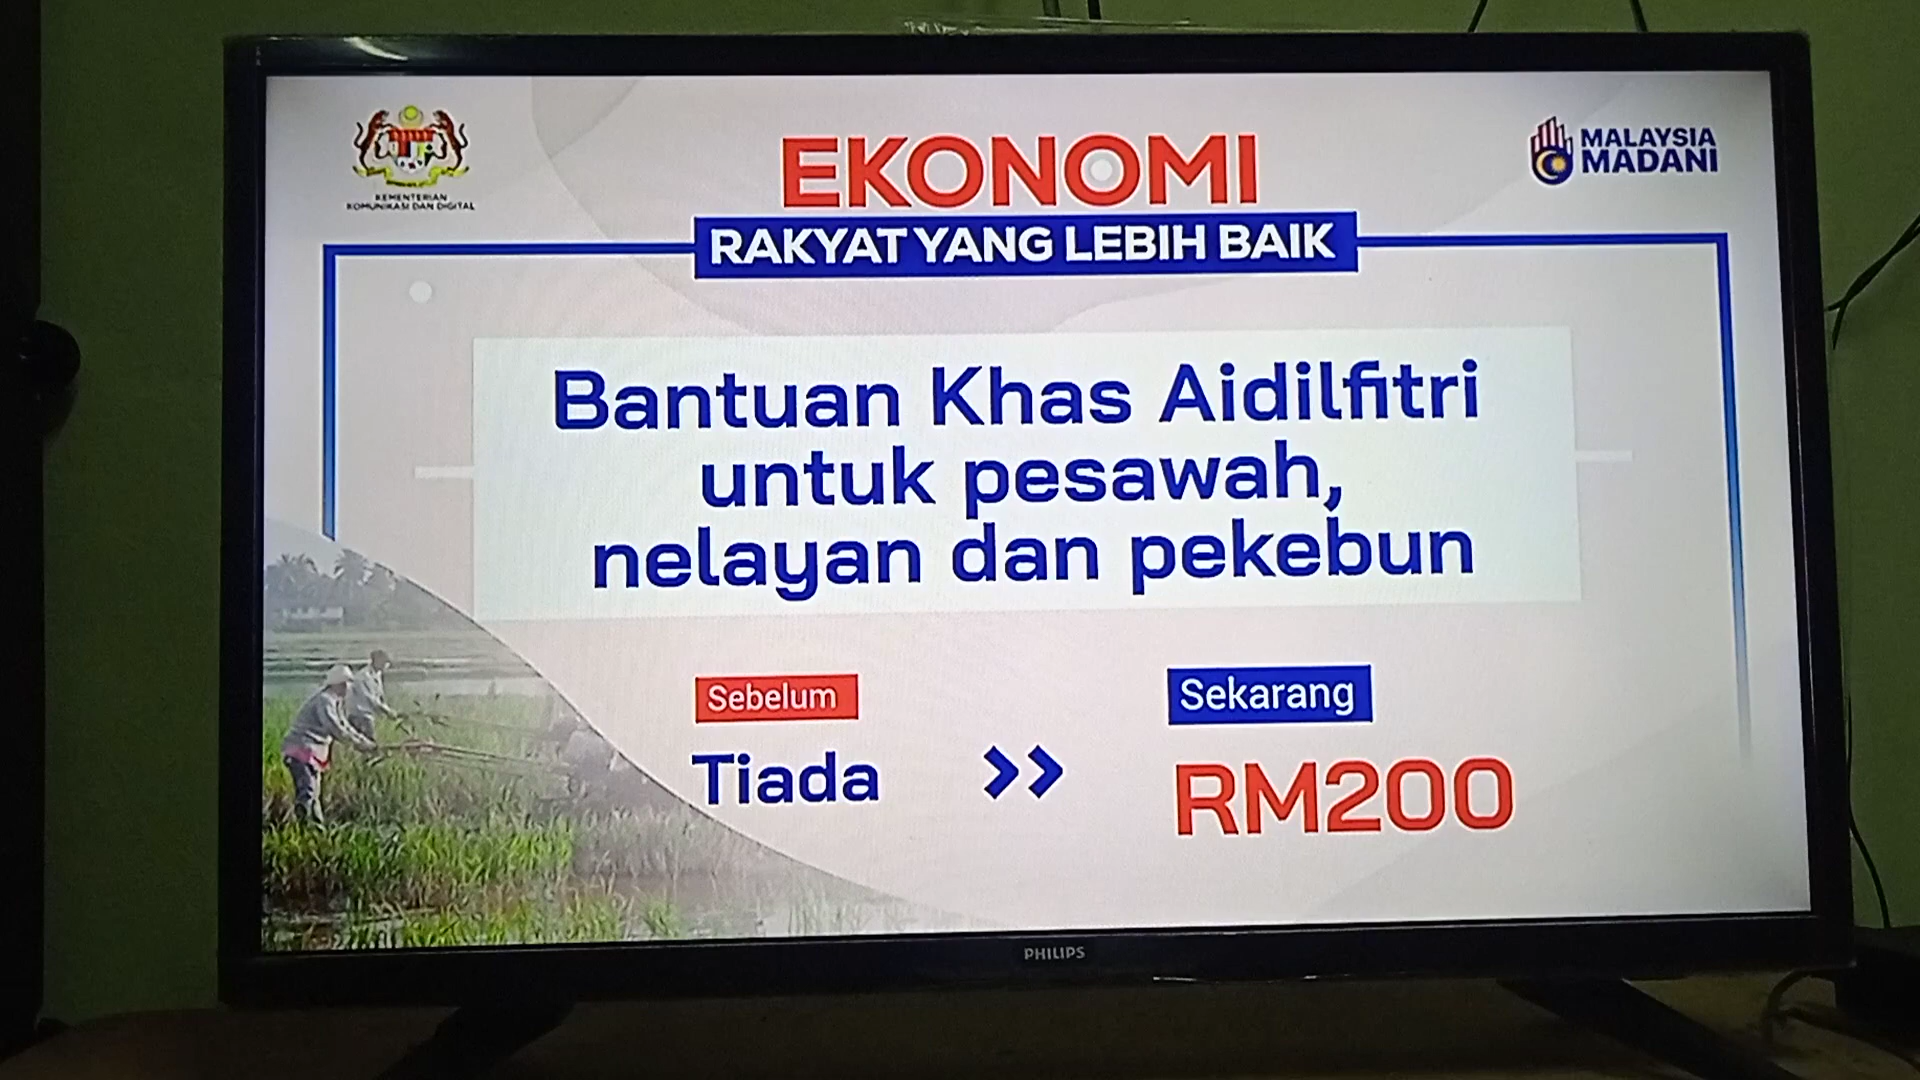 KEMENTERIAN
KOMUNIKASI DAN DIGITAL
EKONOMI
RAKYAT YANG LEBIH BAIK
MALAYSIA
MADANI
Bantuan Khas Aidilfitri
untuk pesawah,
nelayan dan pekebun
Sebelum
Tiada
>>
Sekarang
RM200
PHILIPS